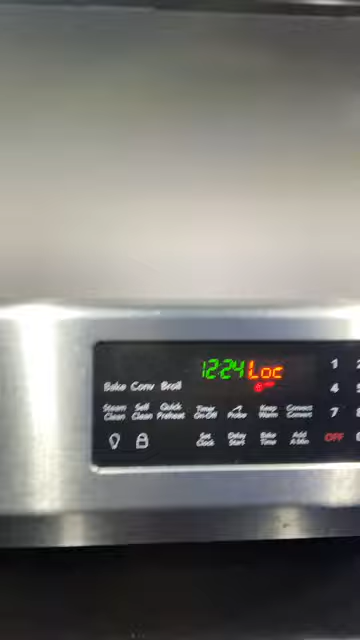 12:24 Loc
1 2
Bake Conv Broil
4 5
Steam Clean Self Clean Quick Preheat Timer On-Off Probe Keep Warm Convect Convert
7
Set Clock Delay Start Bake Time Add A Min OFF